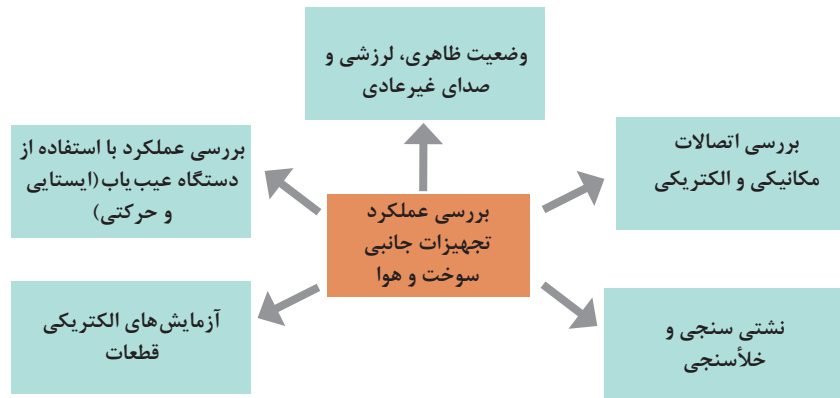 وضعیت ظاهری، لرزشی و
صدای غیرعادی
بررسی اتصالات
مکانیکی و الکتریکی
بررسی عملکرد با استفاده از
دستگاه عیب‌یاب(ایستایی
و حرکتی)
بررسی عملکرد
تجهیزات جانبی
سوخت و هوا
نشتی سنجی و
خلأسنجی
آزمایش‌های الکتریکی
قطعات